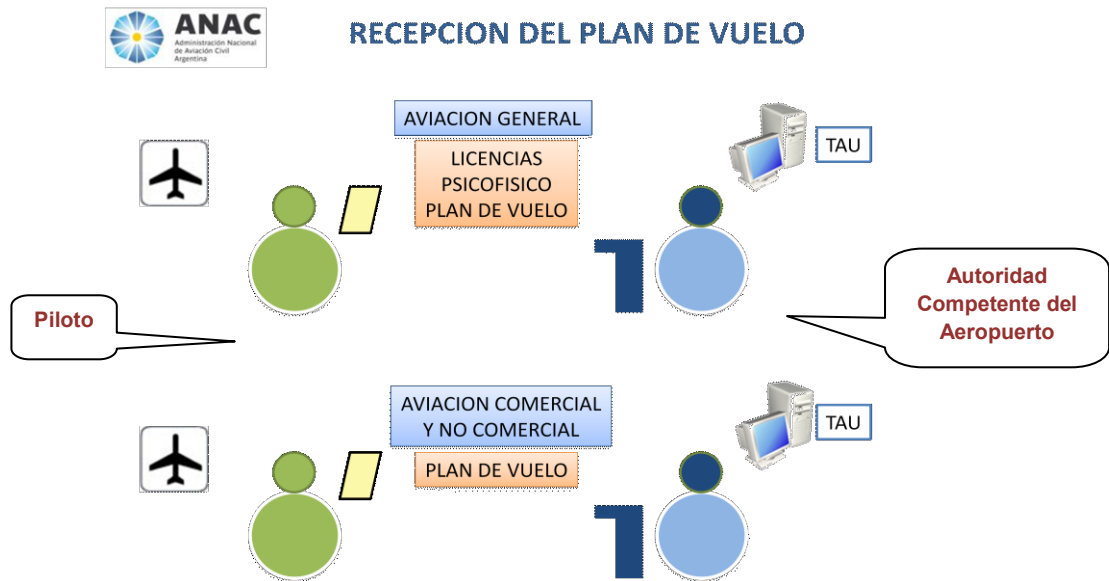 ANAC
Administración Nacional
de Aviación Civil
Argentina
RECEPCION DEL PLAN DE VUELO
AVIACION GENERAL
LICENCIAS
PSICOFISICO
PLAN DE VUELO
TAU
Piloto
Autoridad
Competente del
Aeropuerto
AVIACION COMERCIAL
Y NO COMERCIAL
PLAN DE VUELO
TAU